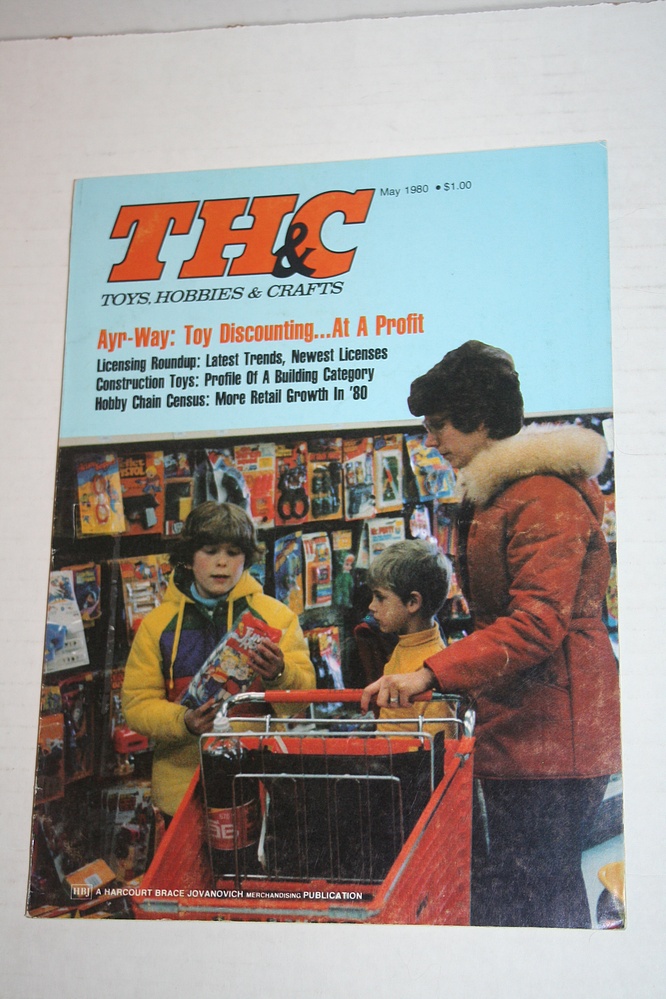 May 1980 • $1.00
TH&C
TOYS, HOBBIES & CRAFTS
Ayr-Way: Toy Discounting...At A Profit
Licensing Roundup: Latest Trends, Newest Licenses
Construction Toys: Profile Of A Building Category
Hobby Chain Census: More Retail Growth In '80
HBJ A HARCOURT BRACE JOVANOVICH MERCHANDISING PUBLICATION